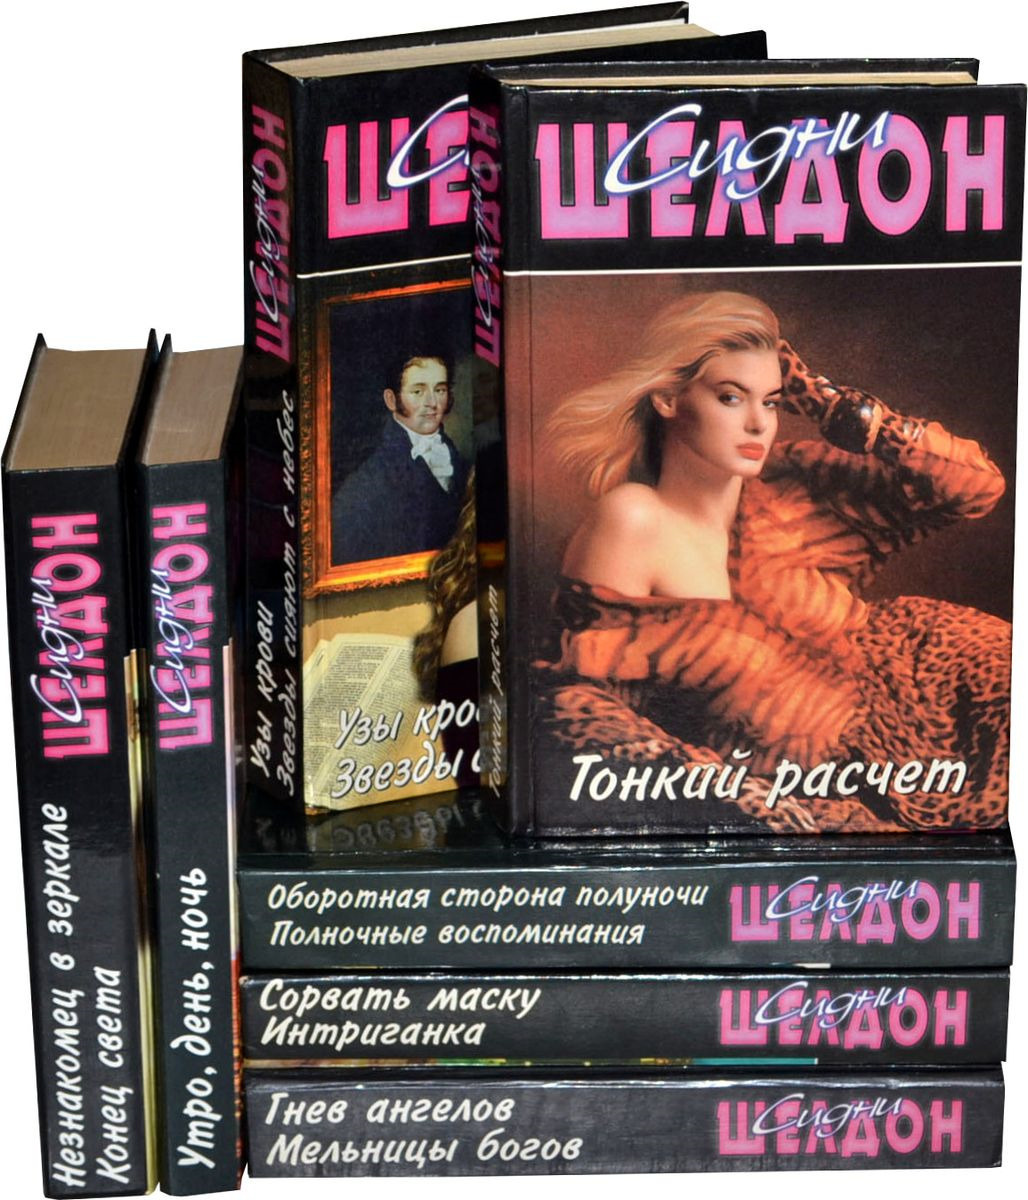 Сидни
ШЕЛДОН
Узы крови
Звезды сияют с небес
Узы кро
Звезды
Сидни
ШЕЛДОН
Тонкий расчет
Сидни
ШЕЛДОН
Тонкий расчет
Сидни
ШЕЛДОН
Незнакомец в зеркале
Конец света
Сидни
ШЕЛДОН
Утро, день, ночь
Оборотная сторона полуночи
Полночные воспоминания
Сидни
ШЕЛДОН
Сорвать маску
Интриганка
Сидни
ШЕЛДОН
Гнев ангелов
Мельницы богов
Сидни
ШЕЛДОН